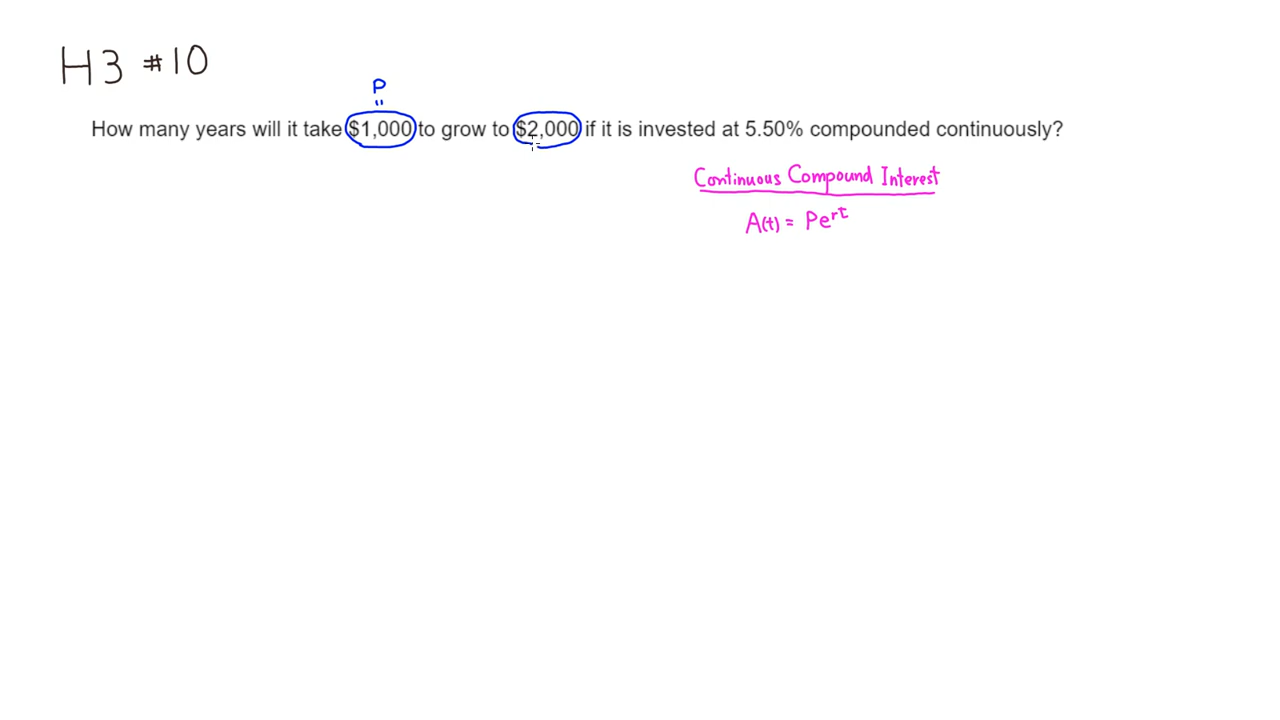 H3 #10
P
"
How many years will it take $1,000 to grow to $2,000 if it is invested at 5.50% compounded continuously?
Continuous Compound Interest
A(t) = Pe^rt